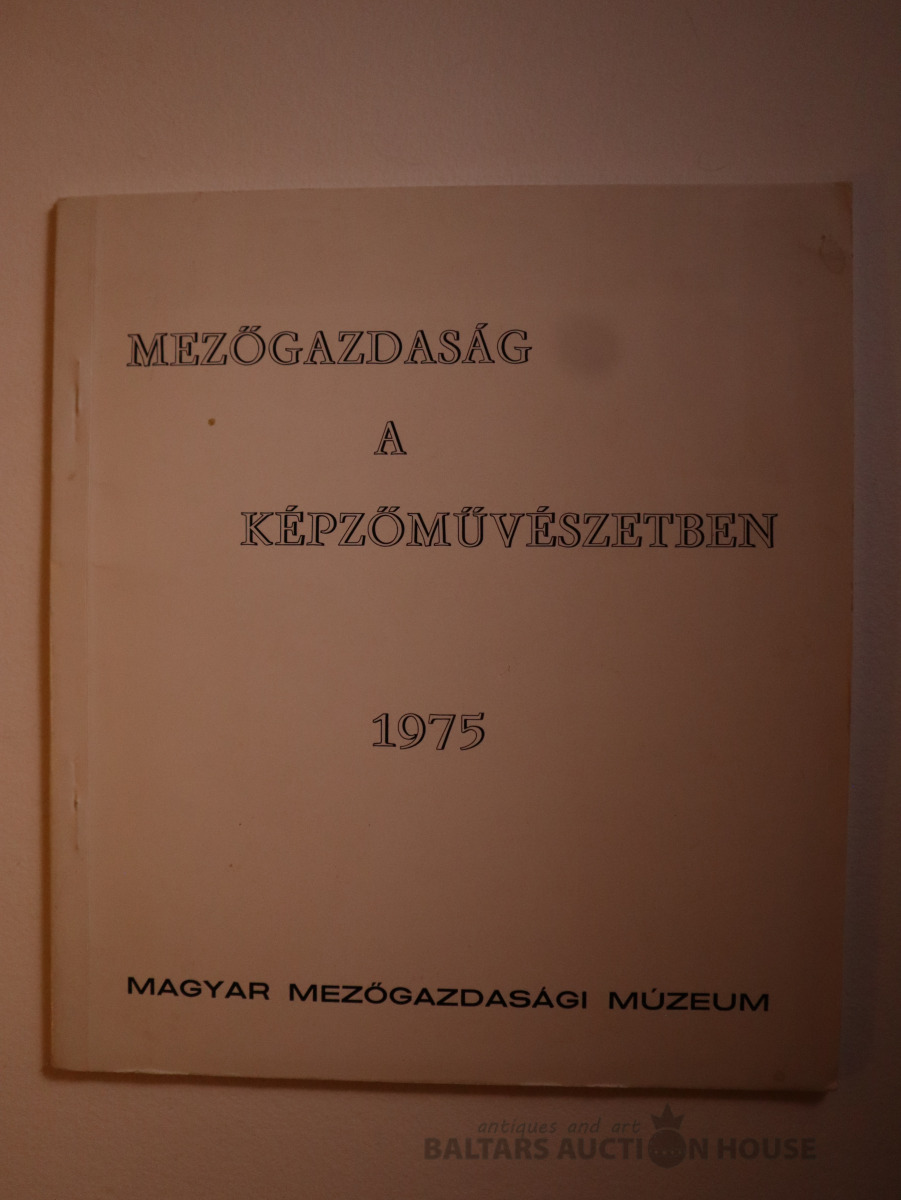 MEZŐGAZDASÁG
A
KÉPZŐMŰVÉSZETBEN
1975
MAGYAR MEZŐGAZDASÁGI MÚZEUM
antiques and art
BALTARS AUCTION HOUSE